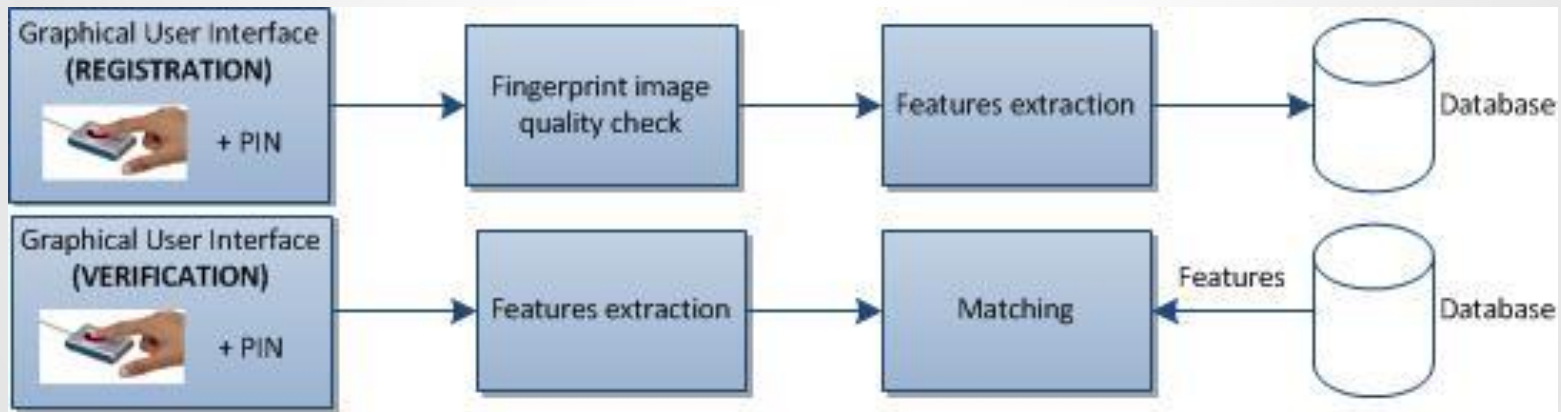 Graphical User Interface
(REGISTRATION)
+ PIN
Fingerprint image
quality check
Features extraction
Database
Graphical User Interface
(VERIFICATION)
+ PIN
Features extraction
Matching
Features
Database